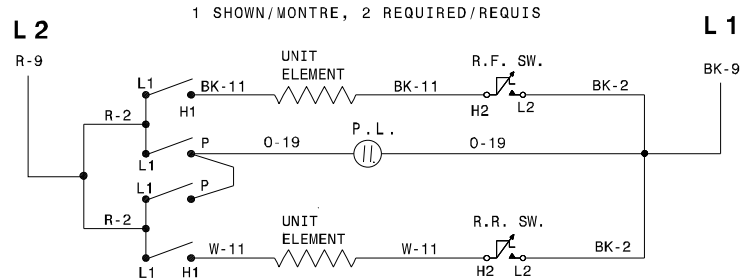 1 SHOWN/MONTRE, 2 REQUIRED/REQUIS
L 2
L 1
R-9
BK-9
UNIT
ELEMENT
R.F. SW.
L1
BK-11
BK-11
BK-2
H1
H2
L2
R-2
P
O-19
P.L.
O-19
L1
L1
P
R-2
UNIT
ELEMENT
R.R. SW.
W-11
W-11
BK-2
L1
H1
H2
L2